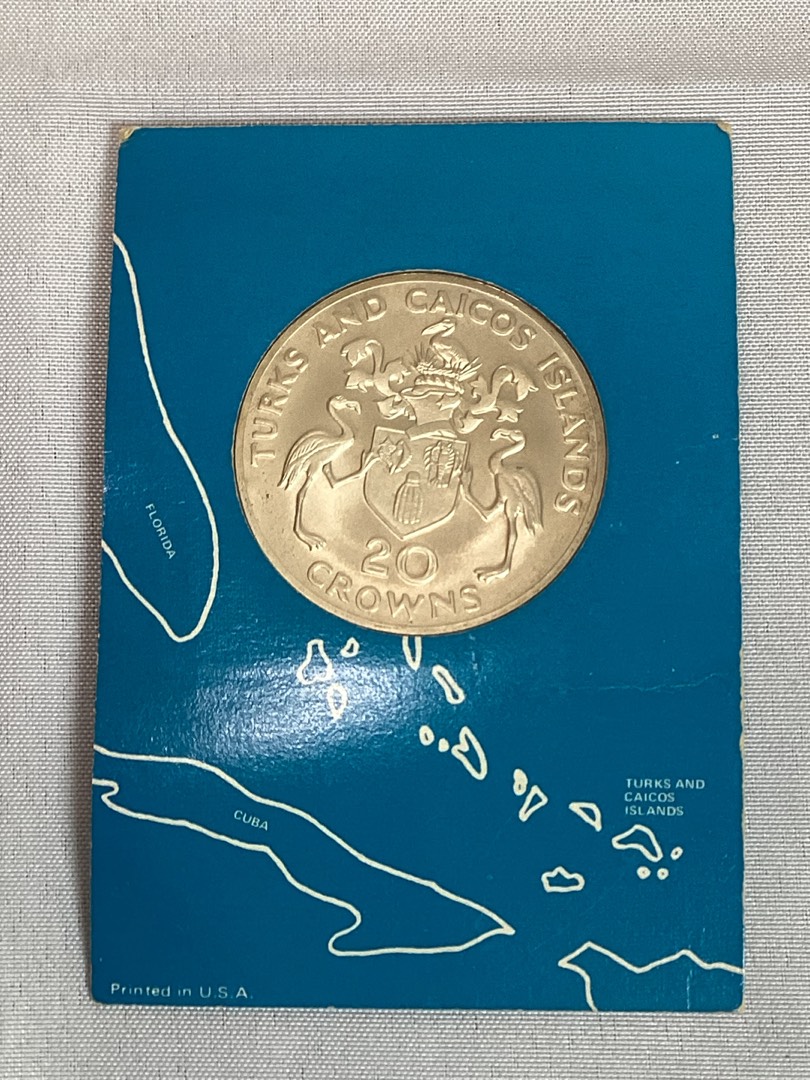 TURKS AND CAICOS ISLANDS
20
CROWNS
FLORIDA
CUBA
TURKS AND
CAICOS
ISLANDS
Printed in U.S.A.